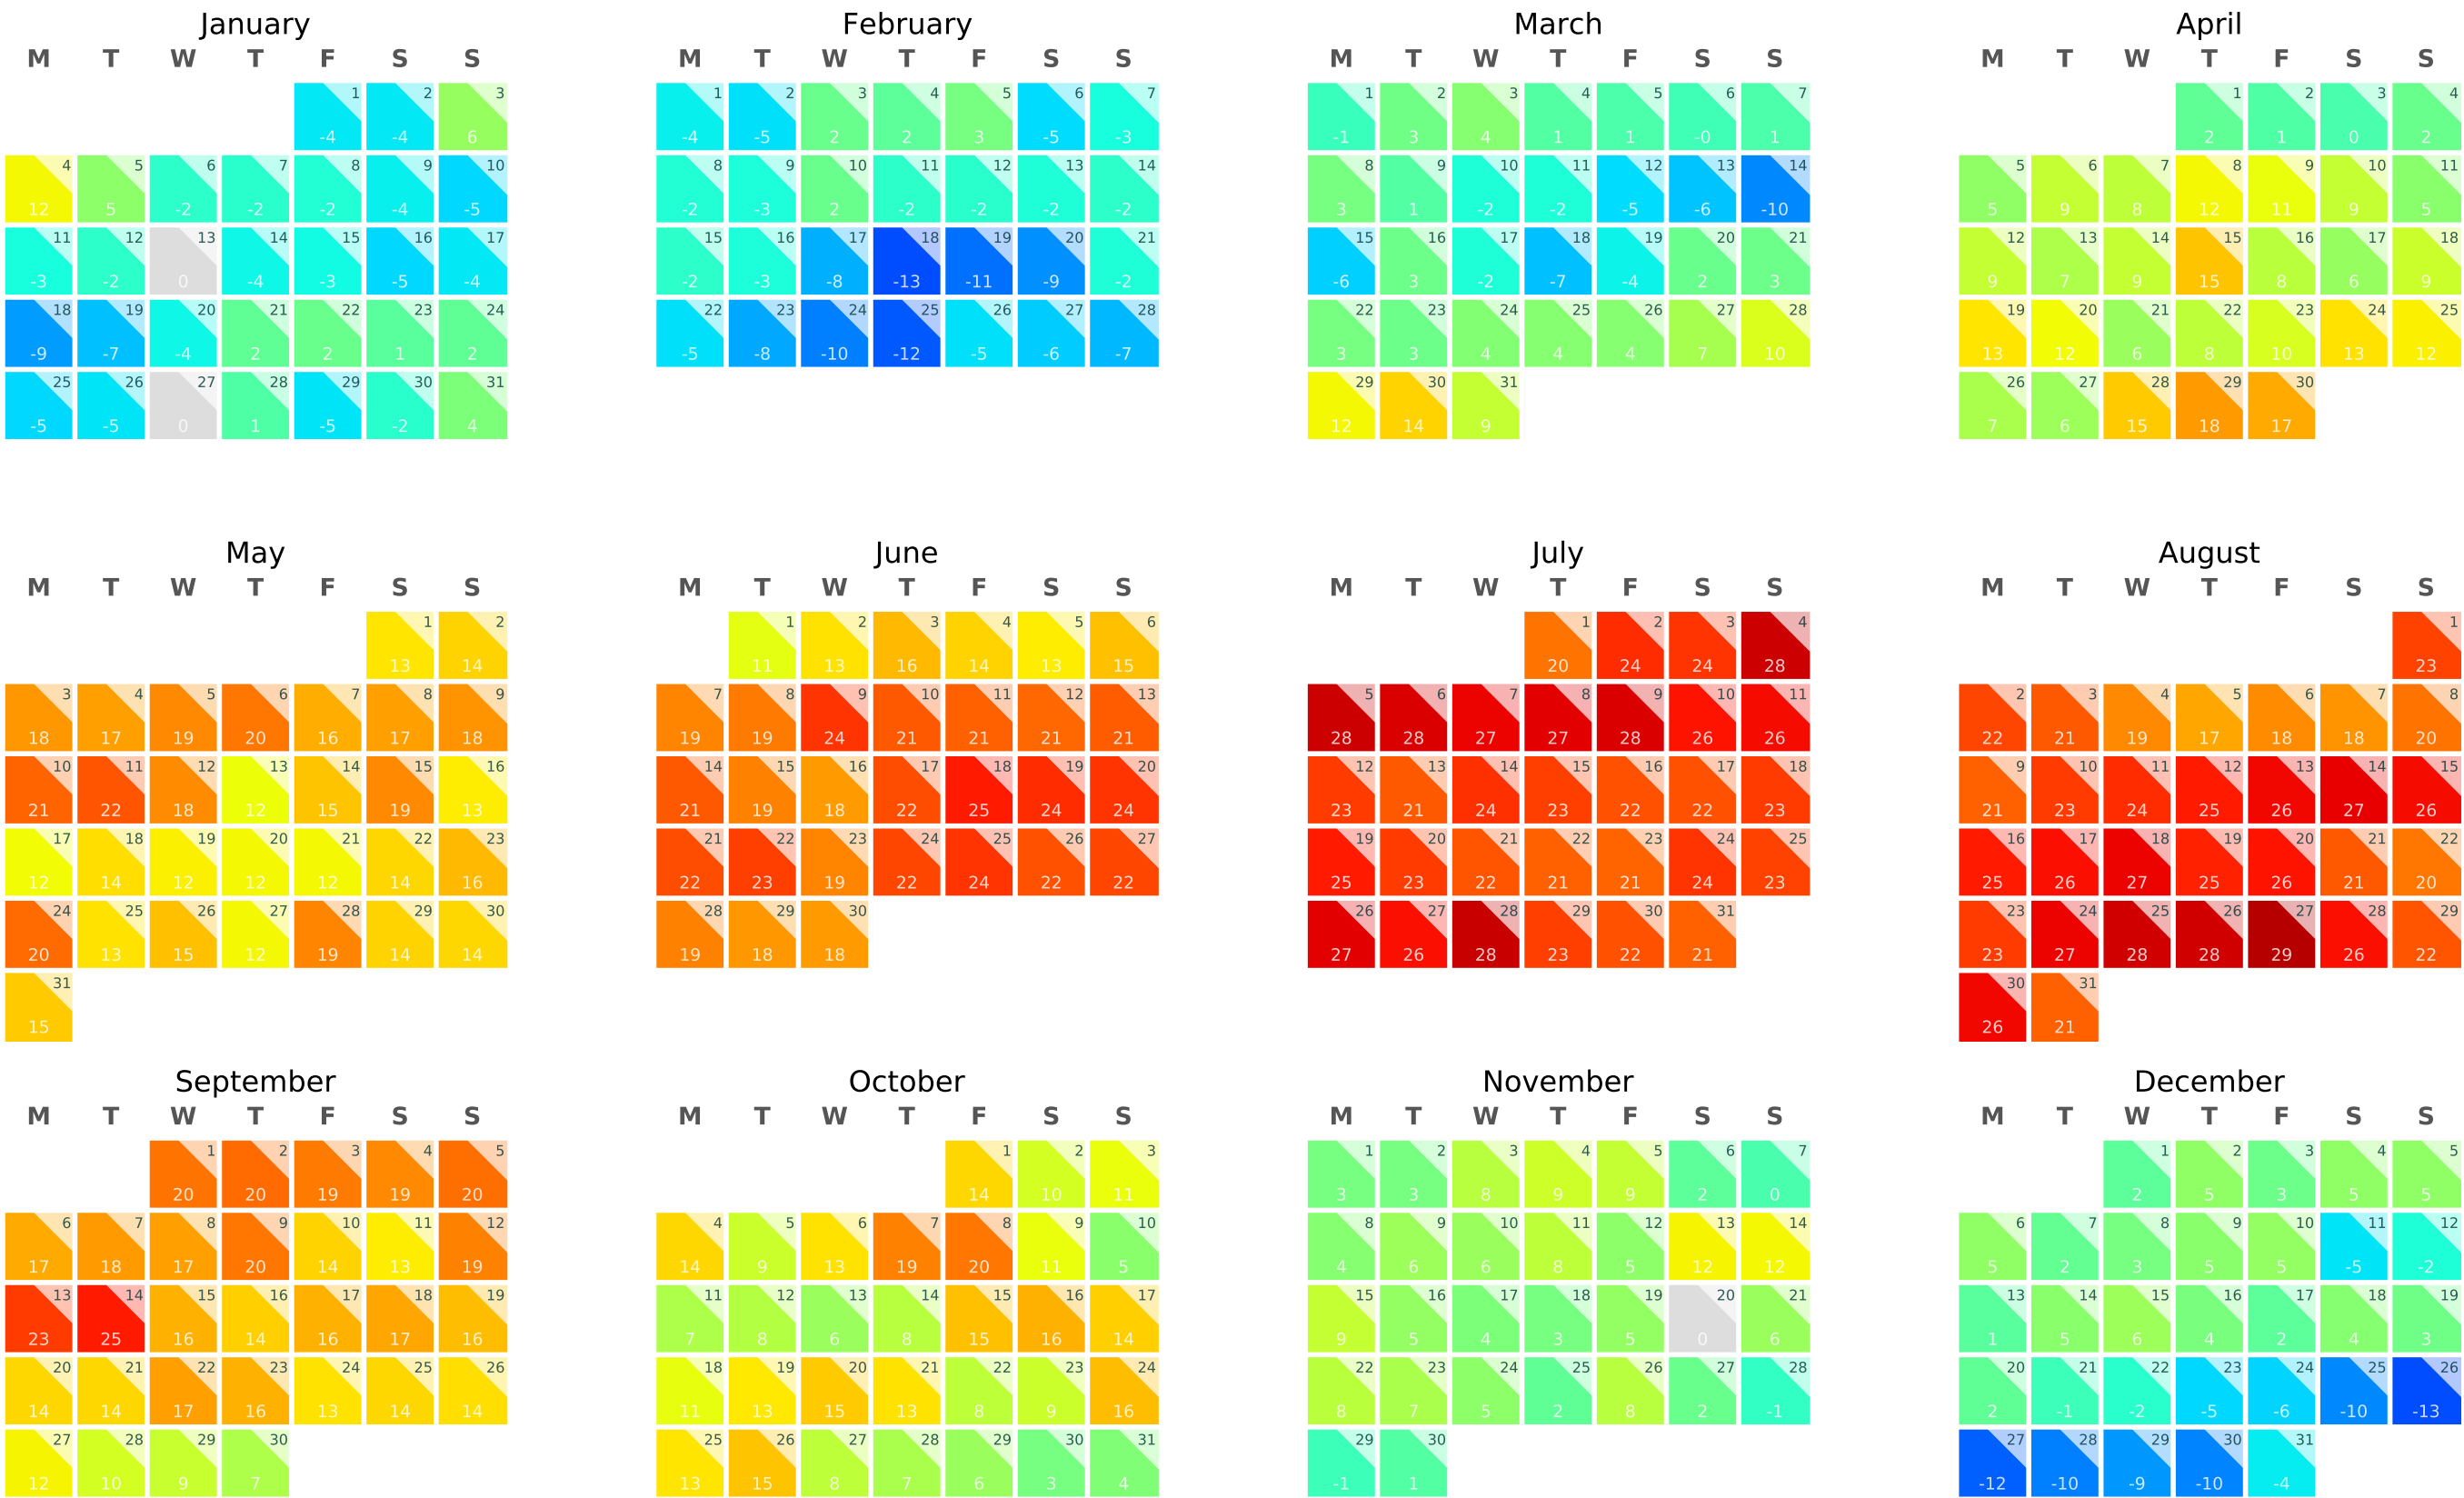 January February March April
M T W T F S S M T W T F S S M T W T F S S M T W T F S S
1 2 3 1 2 3 4 5 6 7 1 2 3 4 5 6 7 1 2 3 4
-4 -4 6 -4 -5 2 2 3 -5 -3 -1 3 4 1 1 -0 1 2 1 0 2
4 5 6 7 8 9 10 8 9 10 11 12 13 14 8 9 10 11 12 13 14 5 6 7 8 9 10 11
12 5 -2 -2 -2 -4 -5 -2 -3 2 -2 -2 -2 -2 3 1 -2 -2 -5 -6 -10 5 9 8 12 11 9 5
11 12 13 14 15 16 17 15 16 17 18 19 20 21 15 16 17 18 19 20 21 12 13 14 15 16 17 18
-3 -2 0 -4 -3 -5 -4 -2 -3 -8 -13 -11 -9 -2 -6 3 -2 -7 -4 2 3 9 7 9 15 8 6 9
18 19 20 21 22 23 24 22 23 24 25 26 27 28 22 23 24 25 26 27 28 19 20 21 22 23 24 25
-9 -7 -4 2 2 1 2 -5 -8 -10 -12 -5 -6 -7 3 3 4 4 4 7 10 13 12 6 8 10 13 12
25 26 27 28 29 30 31 29 30 31 26 27 28 29 30
-5 -5 0 1 -5 -2 4 12 14 9 7 6 15 18 17
May June July August
M T W T F S S M T W T F S S M T W T F S S M T W T F S S
1 2 1 2 3 4 5 6 1 2 3 4 1
13 14 11 13 16 14 13 15 20 24 24 28 23
3 4 5 6 7 8 9 7 8 9 10 11 12 13 5 6 7 8 9 10 11 2 3 4 5 6 7 8
18 17 19 20 16 17 18 19 19 24 21 21 21 21 28 28 27 27 28 26 26 22 21 19 17 18 18 20
10 11 12 13 14 15 16 14 15 16 17 18 19 20 12 13 14 15 16 17 18 9 10 11 12 13 14 15
21 22 18 12 15 19 13 21 19 18 22 25 24 24 23 21 24 23 22 22 23 21 23 24 25 26 27 26
17 18 19 20 21 22 23 21 22 23 24 25 26 27 19 20 21 22 23 24 25 16 17 18 19 20 21 22
12 14 12 12 12 14 16 22 23 19 22 24 22 22 25 23 22 21 21 24 23 25 26 27 25 26 21 20
24 25 26 27 28 29 30 28 29 30 26 27 28 29 30 31 23 24 25 26 27 28 29
20 13 15 12 19 14 14 19 18 18 27 26 28 23 22 21 23 27 28 28 29 26 22
31 30 31
15 26 21
September October November December
M T W T F S S M T W T F S S M T W T F S S M T W T F S S
1 2 3 4 5 1 2 3 1 2 3 4 5 6 7 1 2 3 4 5
20 20 19 19 20 14 10 11 3 3 8 9 9 2 0 2 5 3 5 5
6 7 8 9 10 11 12 4 5 6 7 8 9 10 8 9 10 11 12 13 14 6 7 8 9 10 11 12
17 18 17 20 14 13 19 14 9 13 19 20 11 5 4 6 6 8 5 12 12 5 2 3 5 5 -5 -2
13 14 15 16 17 18 19 11 12 13 14 15 16 17 15 16 17 18 19 20 21 13 14 15 16 17 18 19
23 25 16 14 16 17 16 7 8 6 8 15 16 14 9 5 4 3 5 0 6 1 5 6 4 2 4 3
20 21 22 23 24 25 26 18 19 20 21 22 23 24 22 23 24 25 26 27 28 20 21 22 23 24 25 26
14 14 17 16 13 14 14 11 13 15 13 8 9 16 8 7 5 2 8 2 -1 2 -1 -2 -5 -6 -10 -13
27 28 29 30 25 26 27 28 29 30 31 29 30 27 28 29 30 31
12 10 9 7 13 15 8 7 6 3 4 -1 1 -12 -10 -9 -10 -4